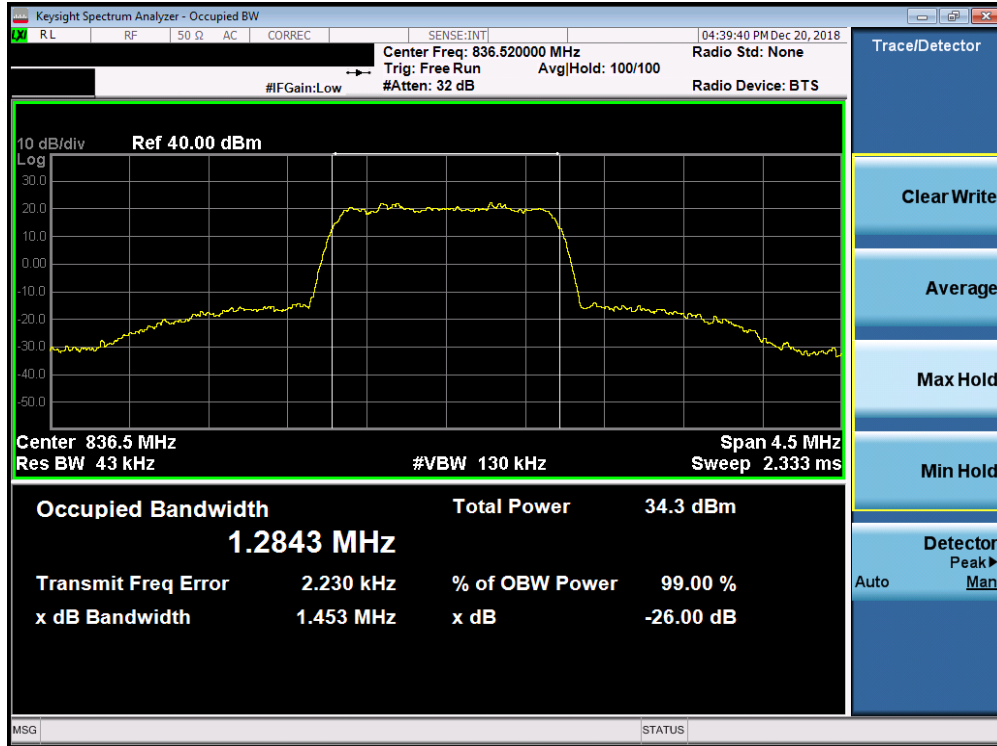 Keysight Spectrum Analyzer - Occupied BW
LXI RL RF 50 Ω AC CORREC SENSE:INT 04:39:40 PM Dec 20, 2018
Center Freq: 836.520000 MHz Radio Std: None
Trig: Free Run Avg|Hold: 100/100
#IFGain:Low #Atten: 32 dB Radio Device: BTS
10 dB/div Ref 40.00 dBm
Log
30.0
20.0
10.0
0.00
-10.0
-20.0
-30.0
-40.0
-50.0
Center 836.5 MHz Span 4.5 MHz
Res BW 43 kHz #VBW 130 kHz Sweep 2.333 ms
Occupied Bandwidth Total Power 34.3 dBm
1.2843 MHz
Transmit Freq Error 2.230 kHz % of OBW Power 99.00 %
x dB Bandwidth 1.453 MHz x dB -26.00 dB
MSG STATUS
Trace/Detector
Clear Write
Average
Max Hold
Min Hold
Detector
Peak▶
Auto Man